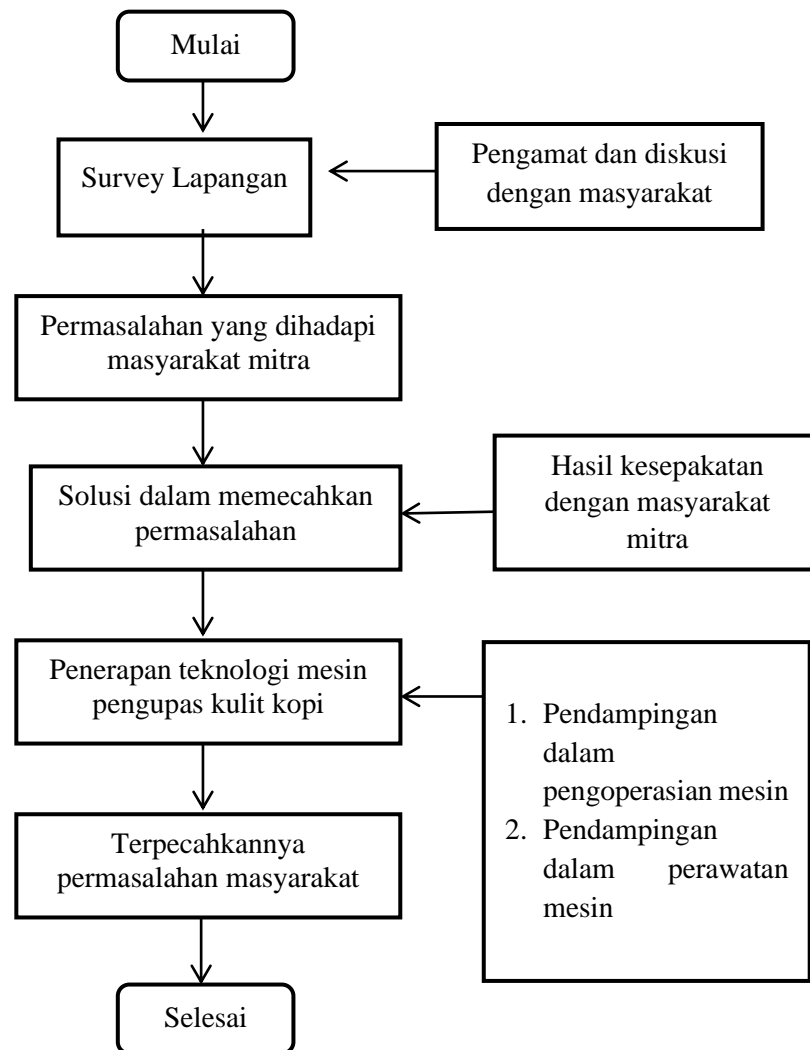 Mulai
Survey Lapangan
Pengamat dan diskusi
dengan masyarakat
Permasalahan yang dihadapi
masyarakat mitra
Solusi dalam memecahkan
permasalahan
Hasil kesepakatan
dengan masyarakat
mitra
Penerapan teknologi mesin
pengupas kulit kopi
1. Pendampingan
dalam
pengoperasian mesin
2. Pendampingan
dalam perawatan
mesin
Terpecahkannya
permasalahan masyarakat
Selesai